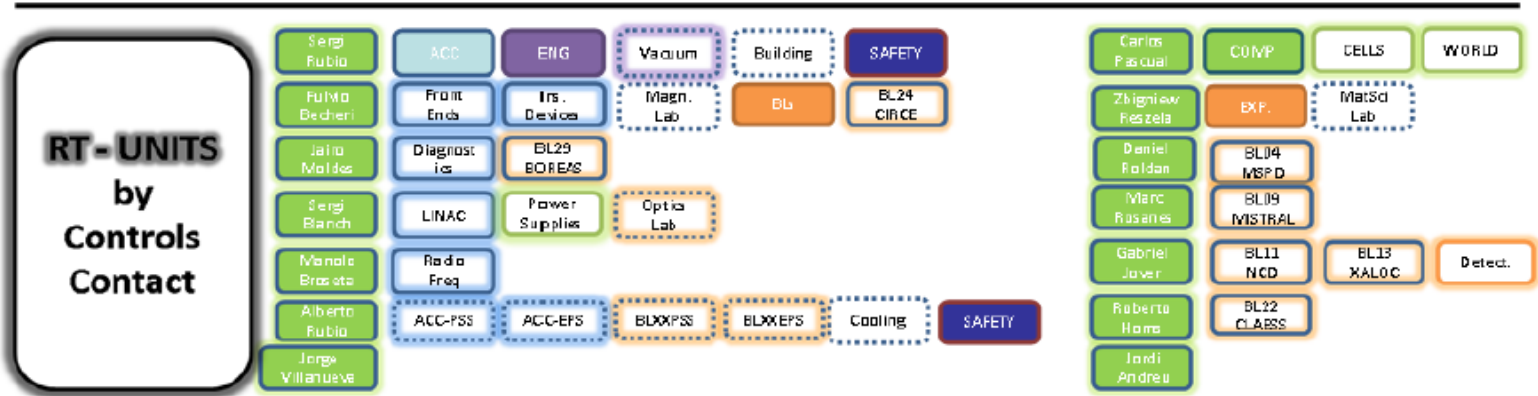 RT - UNITS
by
Controls
Contact
Sergi
Rubio
ACC
ENG
Vacuum
Building
SAFETY
Fulvio
Becheri
Front
Ends
Ins.
Devices
Magn.
Lab
BLs
BL24
CIRCE
Jairo
Moldes
Diagnost
ics
BL29
BOREAS
Sergi
Blanch
LINAC
Power
Supplies
Optics
Lab
Manolo
Broseta
Radio
Freq
Alberto
Rubio
ACC-PSS
ACC-EPS
BLXXPSS
BLXXEPS
Cooling
SAFETY
Jorge
Villanueva
Carlos
Pascual
COMP
CELLS
WORLD
Zbigniew
Reszela
EXP.
MatSci
Lab
Daniel
Roldan
BL04
MSPD
Marc
Rosanes
BL09
MISTRAL
Gabriel
Jover
BL11
NCD
BL13
XALOC
Detect.
Roberto
Homs
BL22
CLAESS
Jordi
Andreu